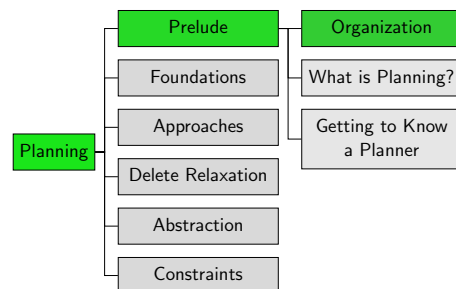 Planning
Prelude
Foundations
Approaches
Delete Relaxation
Abstraction
Constraints
Organization
What is Planning?
Getting to Know
a Planner